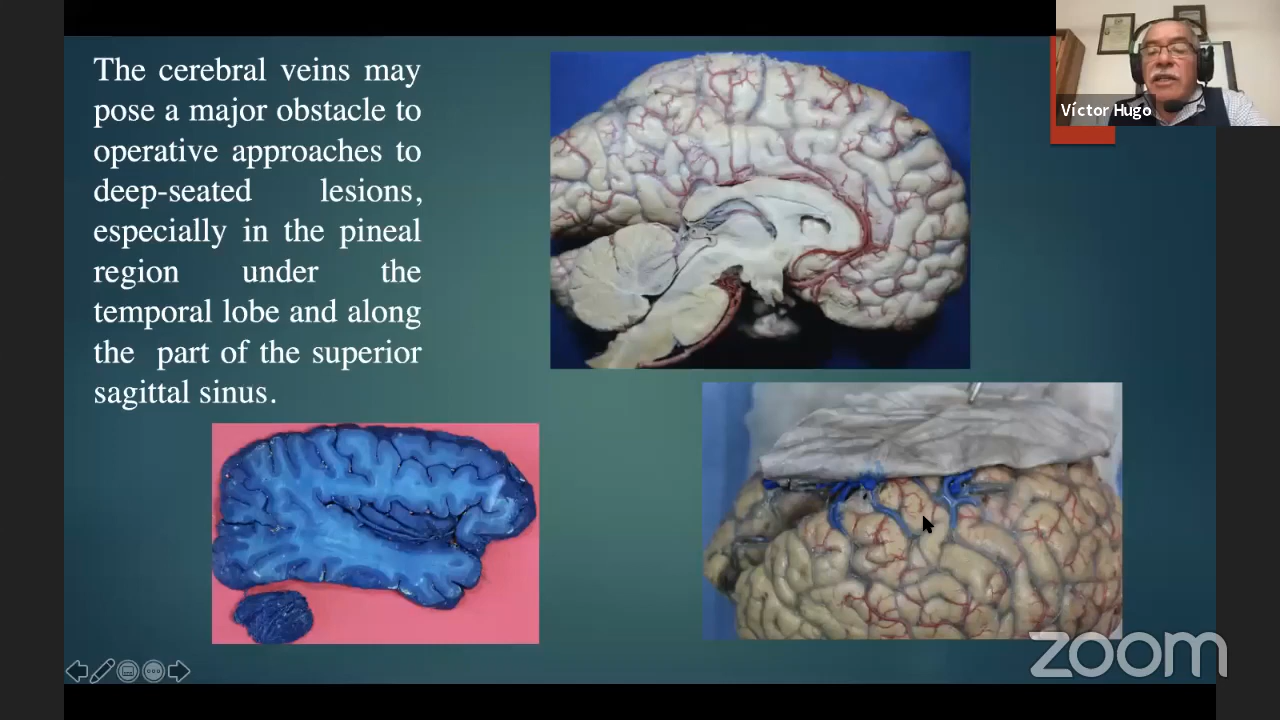 The cerebral veins may
pose a major obstacle to
operative approaches to
deep-seated lesions,
especially in the pineal
region under the
temporal lobe and along
the part of the superior
sagittal sinus.
Víctor Hugo
zoom